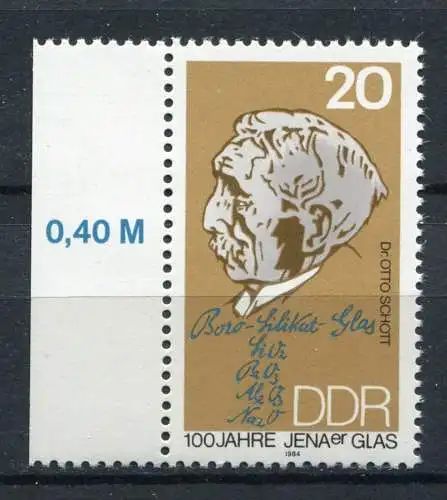 20
0,40 M
Dr. OTTO SCHOTT
Boro-Silikat-Glas
SiO₂
B₂O₃
Al₂O₃
Na₂O
DDR
100 JAHRE JENAer GLAS
1984